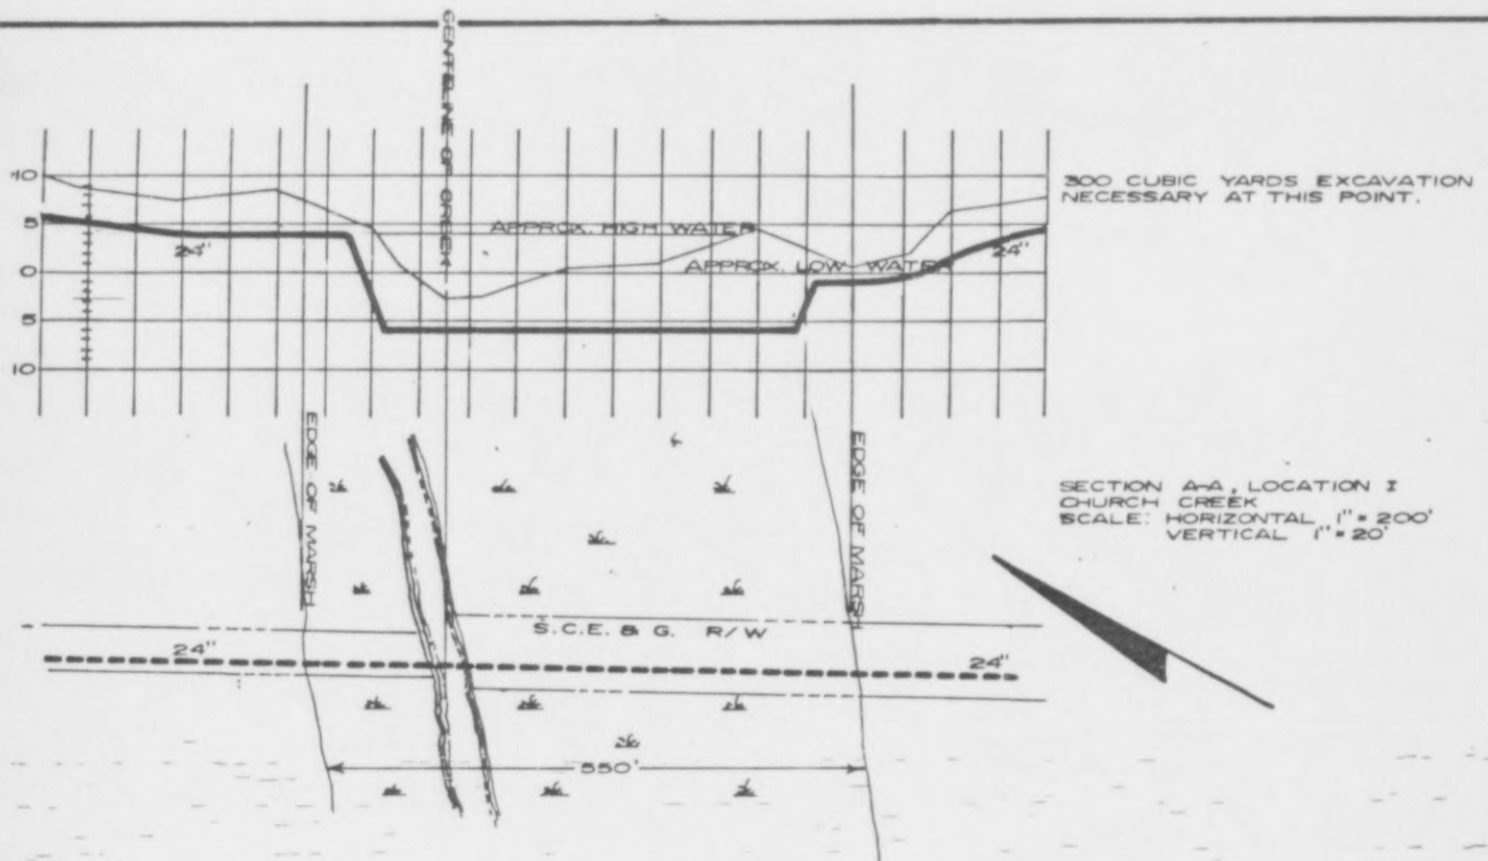 CENTERLINE OF CREEK
10
5
0
5
10
APPROX. HIGH WATER
APPROX. LOW WATER
24"
24"
300 CUBIC YARDS EXCAVATION
NECESSARY AT THIS POINT.
EDGE OF MARSH
EDGE OF MARSH
SECTION A-A, LOCATION I
CHURCH CREEK
SCALE: HORIZONTAL 1" = 200'
VERTICAL 1" = 20'
S.C.E. & G. R/W
24"
24"
550'